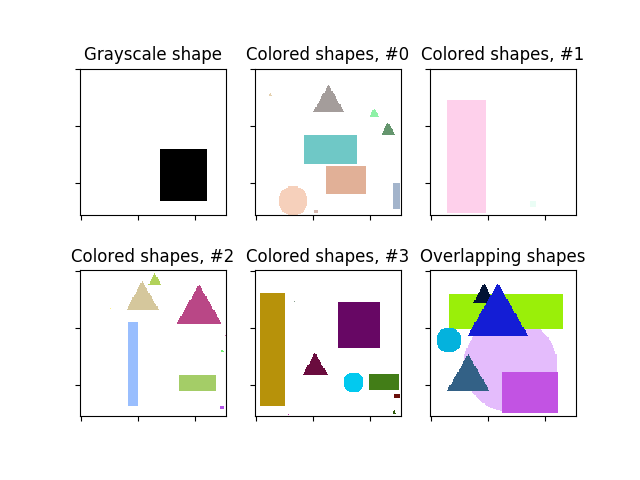 Grayscale shape
Colored shapes, #0
Colored shapes, #1
Colored shapes, #2
Colored shapes, #3
Overlapping shapes